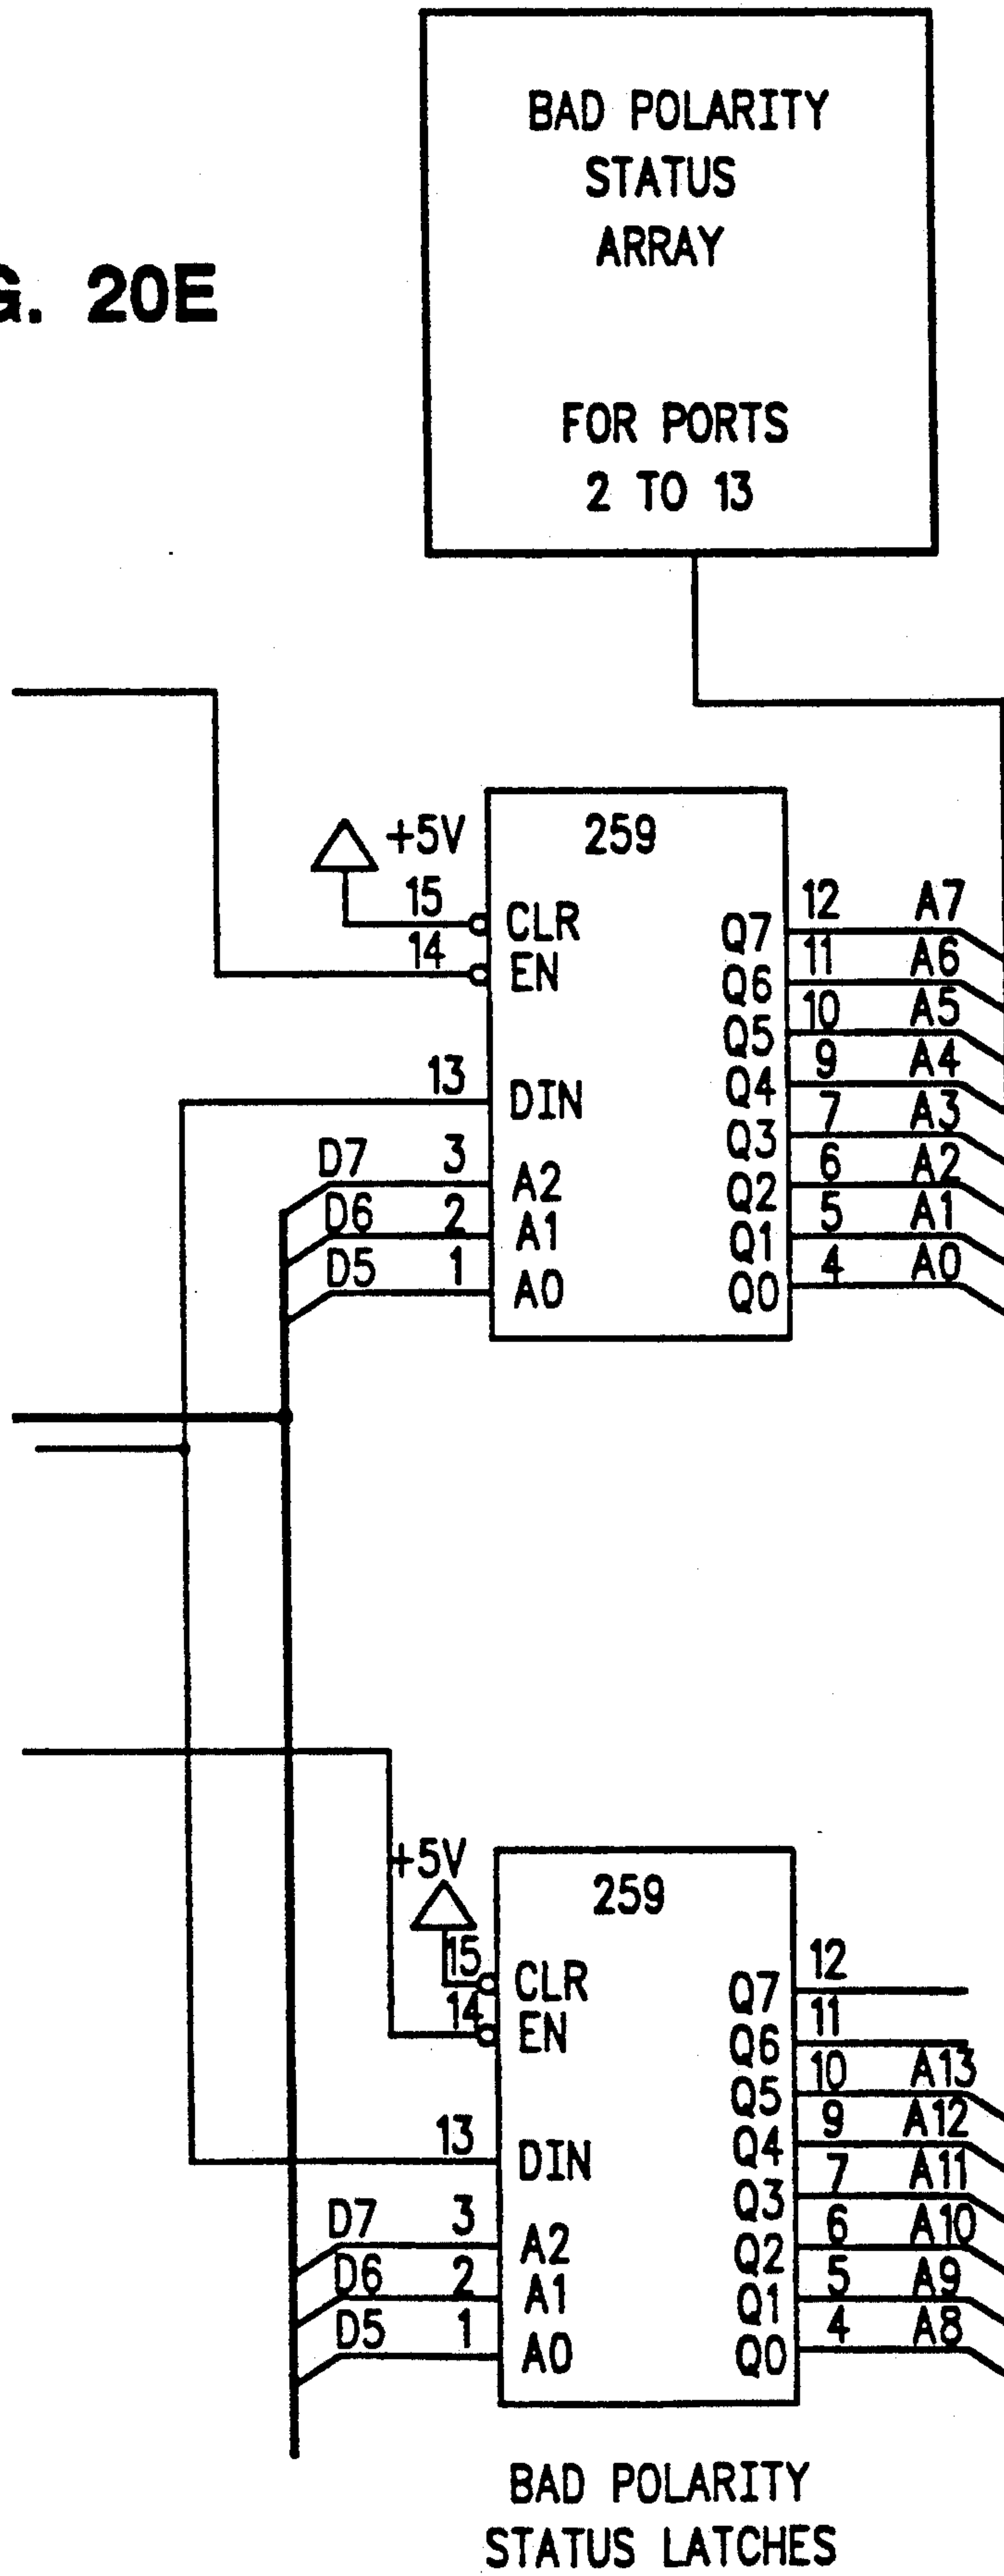 BAD POLARITY
STATUS
ARRAY
G. 20E
FOR PORTS
2 TO 13
+5V
259
15
CLR
14
EN
13
DIN
D7
3
A2
D6
2
A1
D5
1
A0
Q7
12
A7
Q6
11
A6
Q5
10
A5
Q4
9
A4
Q3
7
A3
Q2
6
A2
Q1
5
A1
Q0
4
A0
+5V
259
15
CLR
14
EN
13
DIN
D7
3
A2
D6
2
A1
D5
1
A0
Q7
12
Q6
11
Q5
10
A13
Q4
9
A12
Q3
7
A11
Q2
6
A10
Q1
5
A9
Q0
4
A8
BAD POLARITY
STATUS LATCHES